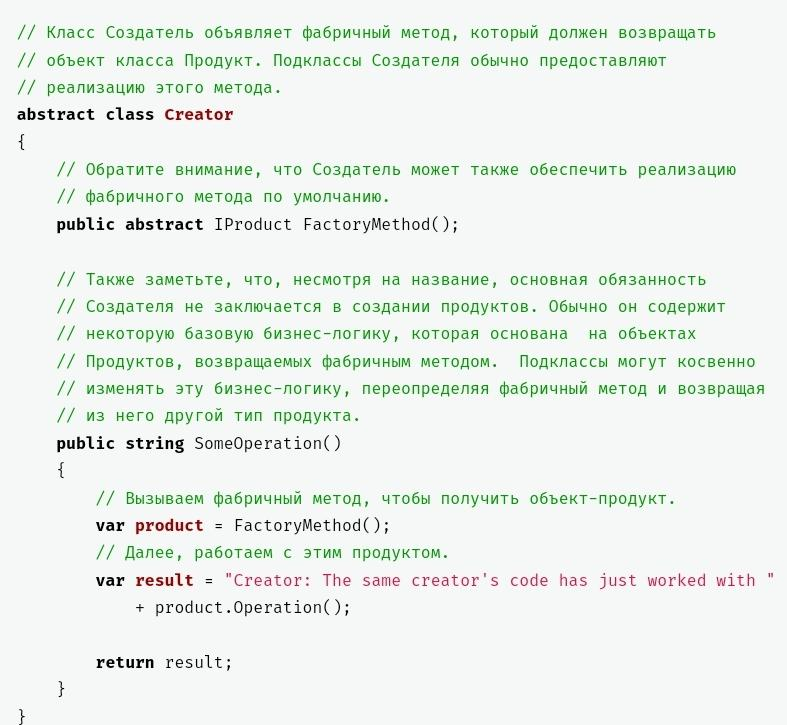 // Класс Создатель объявляет фабричный метод, который должен возвращать
// объект класса Продукт. Подклассы Создателя обычно предоставляют
// реализацию этого метода.
abstract class Creator
{
    // Обратите внимание, что Создатель может также обеспечить реализацию
    // фабричного метода по умолчанию.
    public abstract IProduct FactoryMethod();

    // Также заметьте, что, несмотря на название, основная обязанность
    // Создателя не заключается в создании продуктов. Обычно он содержит
    // некоторую базовую бизнес-логику, которая основана  на объектах
    // Продуктов, возвращаемых фабричным методом.  Подклассы могут косвенно
    // изменять эту бизнес-логику, переопределяя фабричный метод и возвращая
    // из него другой тип продукта.
    public string SomeOperation()
    {
        // Вызываем фабричный метод, чтобы получить объект-продукт.
        var product = FactoryMethod();
        // Далее, работаем с этим продуктом.
        var result = "Creator: The same creator's code has just worked with "
            + product.Operation();

        return result;
    }
}